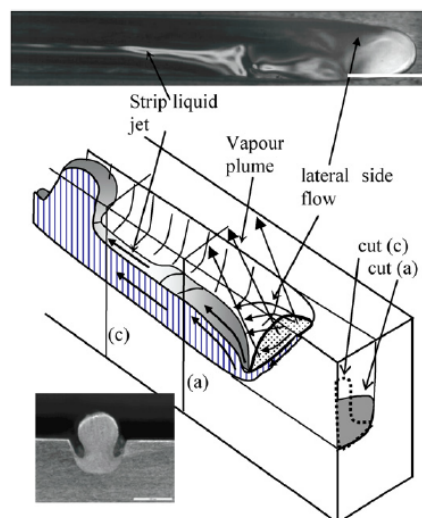 Strip liquid
jet
Vapour
plume
lateral side
flow
cut (c)
cut (a)
(c)
(a)